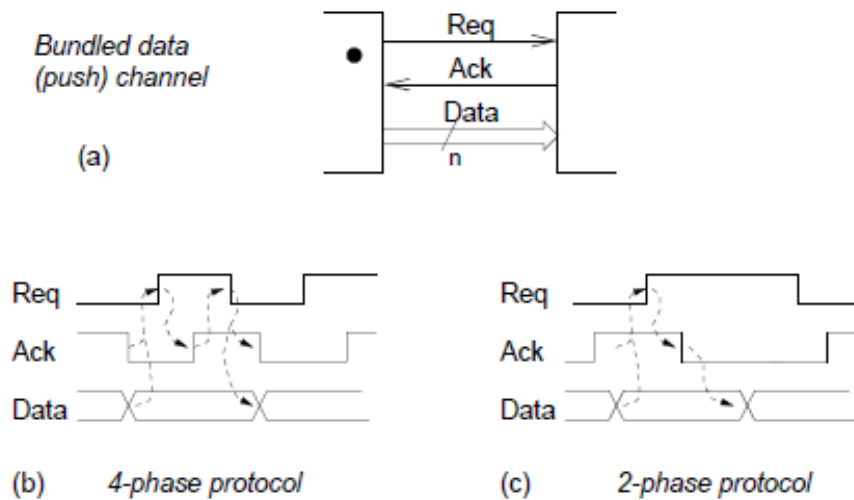 Bundled data
(push) channel
(a)
Req
Ack
Data
n
Req
Ack
Data
(b) 4-phase protocol
Req
Ack
Data
(c) 2-phase protocol